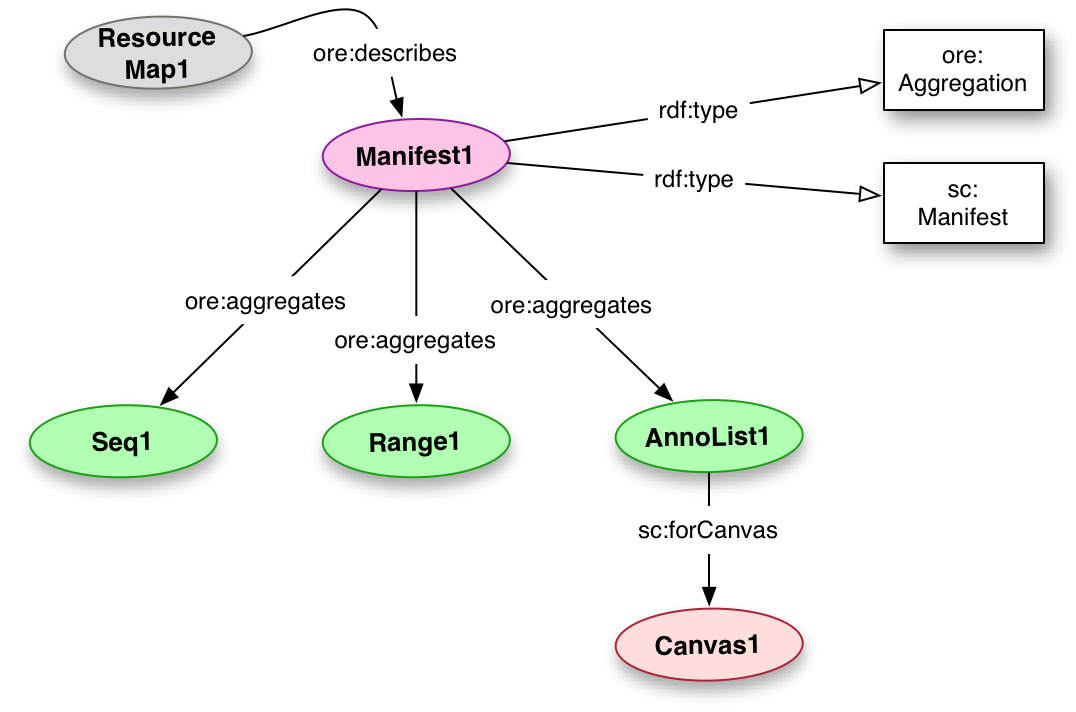 Resource
Map1
ore:describes
ore:
Aggregation
rdf:type
Manifest1
rdf:type
sc:
Manifest
ore:aggregates
ore:aggregates
ore:aggregates
Seq1
Range1
AnnoList1
sc:forCanvas
Canvas1